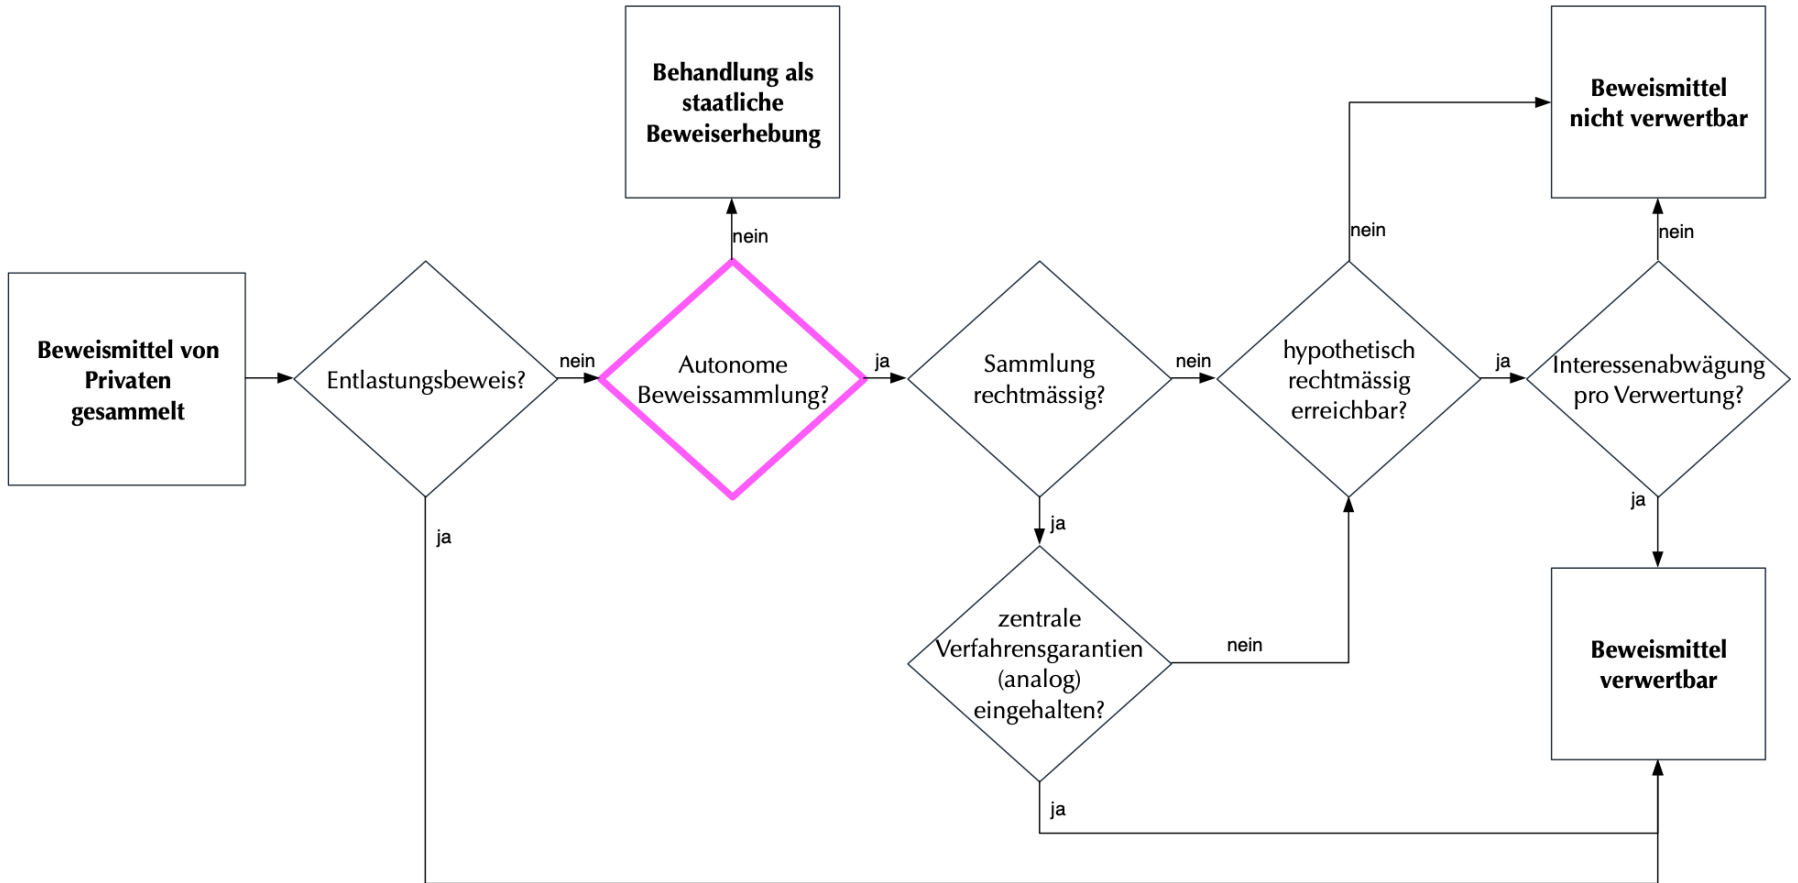 Beweismittel von
Privaten
gesammelt
Entlastungsbeweis?
nein
ja
Behandlung als
staatliche
Beweiserhebung
nein
Autonome
Beweissammlung?
ja
Sammlung
rechtmässig?
nein
ja
zentrale
Verfahrensgarantien
(analog)
eingehalten?
nein
ja
hypothetisch
rechtmässig
erreichbar?
nein
ja
Interessenabwägung
pro Verwertung?
nein
ja
Beweismittel
nicht verwertbar
Beweismittel
verwertbar